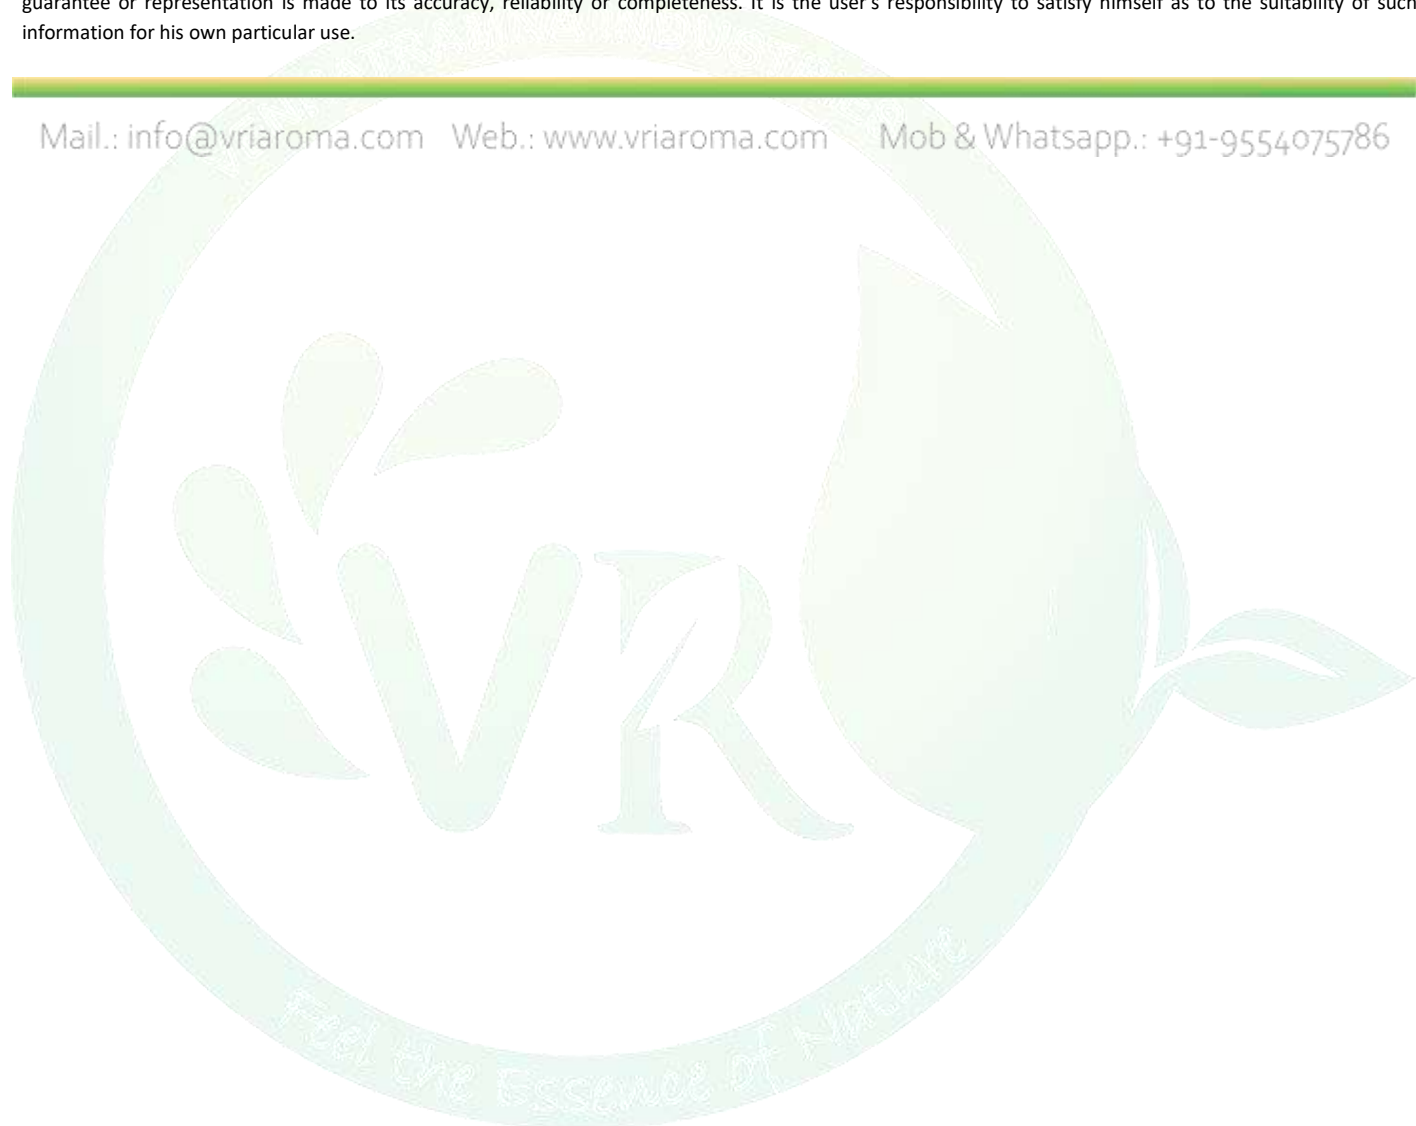 guarantee or representation is made to its accuracy, reliability or completeness. It is the user's responsibility to satisfy himself as to the suitability of such
information for his own particular use.
Mail.: info@vriaroma.com Web.: www.vriaroma.com Mob & Whatsapp.: +91-9554075786
VR
Feel the Essence of Nature